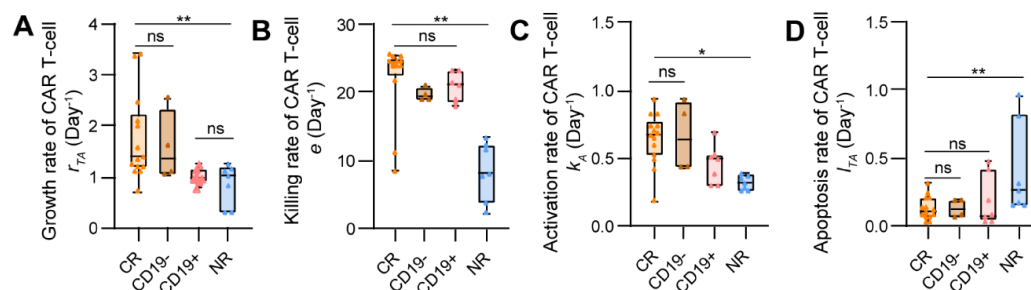 A
Growth rate of CAR T-cell
r_TA (Day⁻¹)
4
3
2
1
0
**
ns
ns
CR
CD19-
CD19+
NR
B
Killing rate of CAR T-cell
e (Day⁻¹)
30
20
10
0
**
ns
CR
CD19-
CD19+
NR
C
Activation rate of CAR T-cell
k_A (Day⁻¹)
1.5
1.0
0.5
0.0
*
ns
CR
CD19-
CD19+
NR
D
Apoptosis rate of CAR T-cell
l_TA (Day⁻¹)
1.5
1.0
0.5
0.0
**
ns
ns
CR
CD19-
CD19+
NR